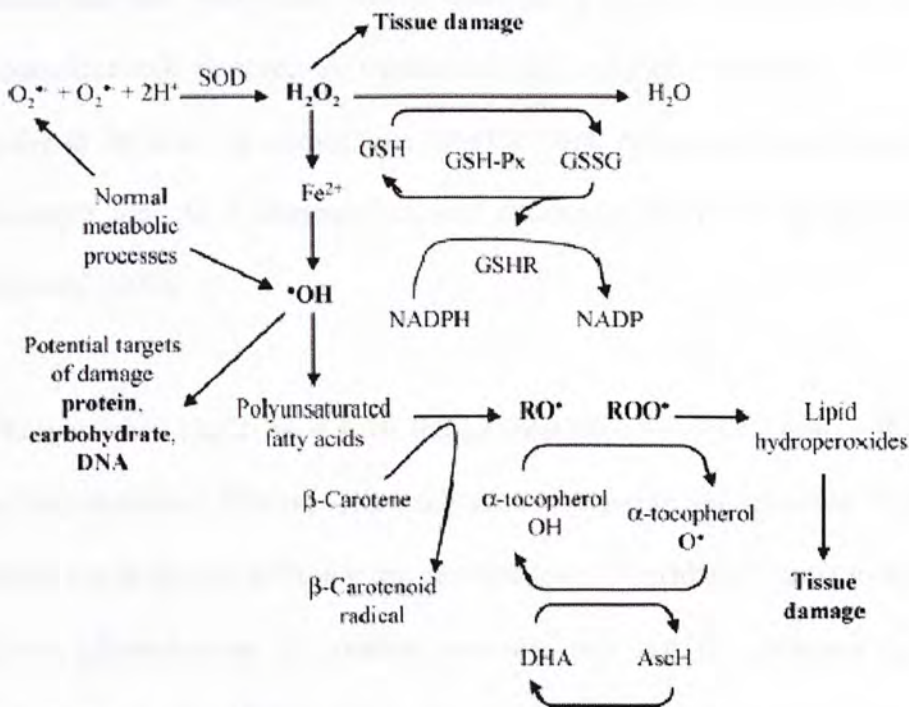 Tissue damage
•O₂•- + O₂•- + 2H⁺
SOD
H₂O₂
H₂O
GSH
GSH-Px
GSSG
Fe²⁺
Normal
metabolic
processes
GSHR
•OH
NADPH
NADP
Potential targets
of damage
protein,
carbohydrate,
DNA
Polyunsaturated
fatty acids
RO•
ROO•
Lipid
hydroperoxides
β-Carotene
α-tocopherol
OH
α-tocopherol
O•
β-Carotenoid
radical
Tissue
damage
DHA
AscH